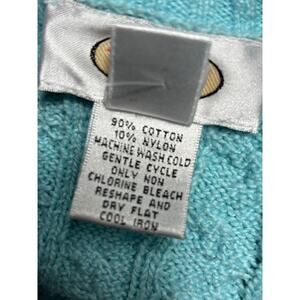 90% COTTON
10% NYLON
MACHINE WASH COLD
GENTLE CYCLE
ONLY NON
CHLORINE BLEACH
RESHAPE AND
DRY FLAT
COOL IRON